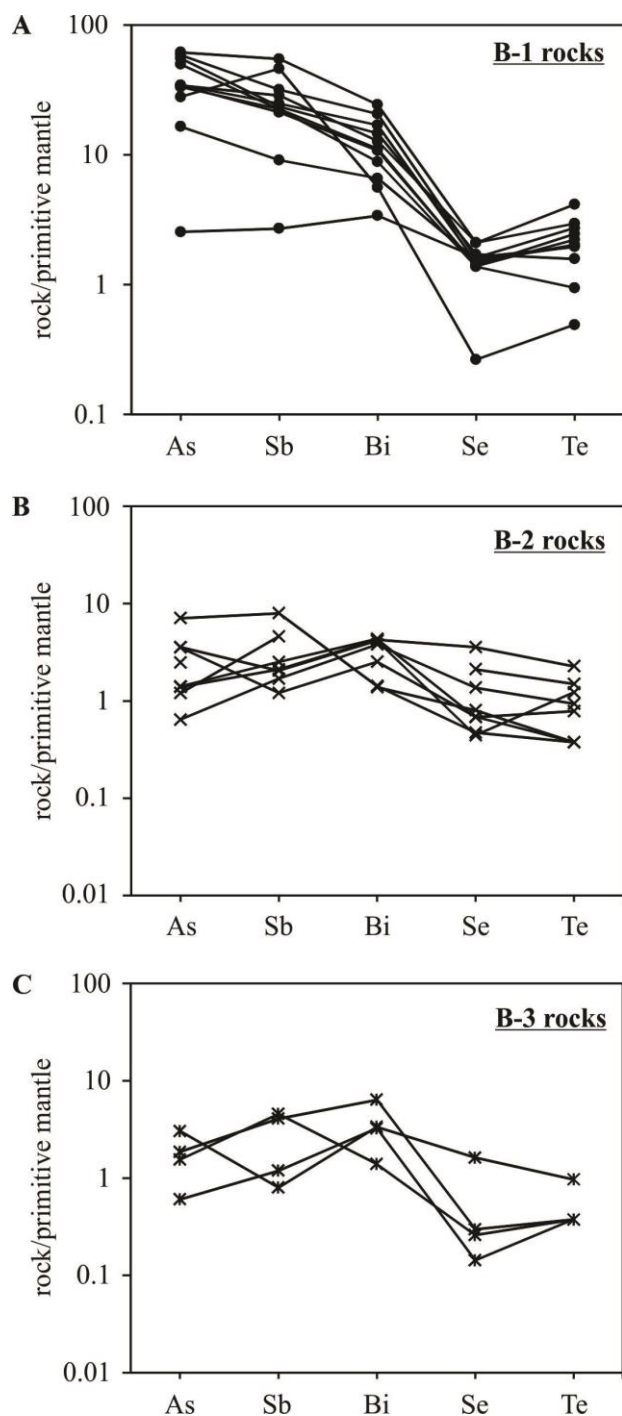 A
B-1 rocks
rock/primitive mantle
100
10
1
0.1
As Sb Bi Se Te
B
B-2 rocks
rock/primitive mantle
100
10
1
0.1
0.01
As Sb Bi Se Te
C
B-3 rocks
rock/primitive mantle
100
10
1
0.1
0.01
As Sb Bi Se Te